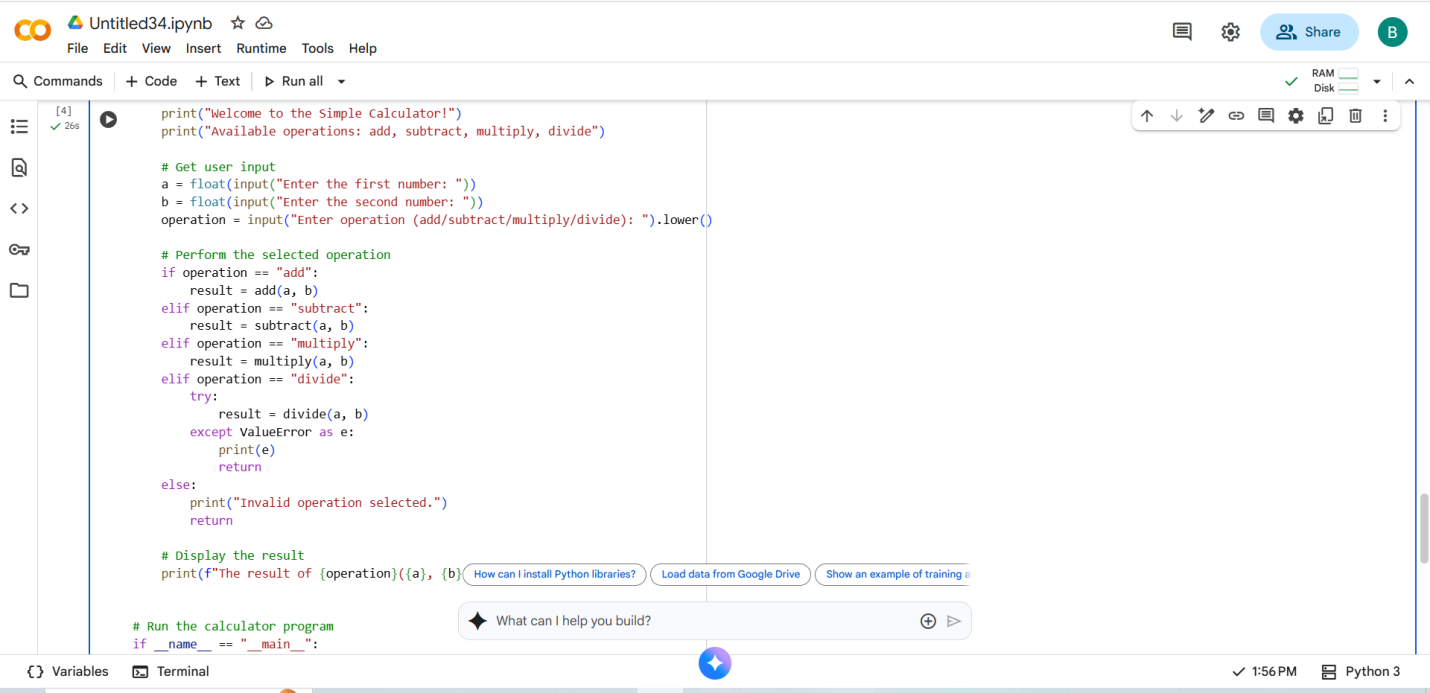 Untitled34.ipynb
File Edit View Insert Runtime Tools Help
Share
B
Commands + Code + Text Run all
RAM
Disk
[4]
26s
print("Welcome to the Simple Calculator!")
print("Available operations: add, subtract, multiply, divide")
# Get user input
a = float(input("Enter the first number: "))
b = float(input("Enter the second number: "))
operation = input("Enter operation (add/subtract/multiply/divide): ").lower()
# Perform the selected operation
if operation == "add":
result = add(a, b)
elif operation == "subtract":
result = subtract(a, b)
elif operation == "multiply":
result = multiply(a, b)
elif operation == "divide":
try:
result = divide(a, b)
except ValueError as e:
print(e)
return
else:
print("Invalid operation selected.")
return
# Display the result
print(f"The result of {operation}({a}, {b}
How can I install Python libraries? Load data from Google Drive Show an example of training a
What can I help you build?
# Run the calculator program
if __name__ == "__main__":
{} Variables Terminal
1:56 PM Python 3